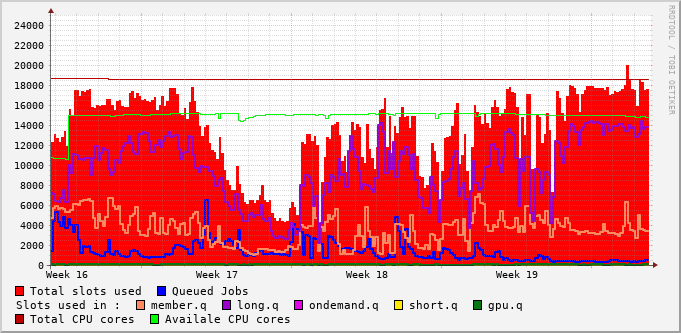 24000
22000
20000
18000
16000
14000
12000
10000
8000
6000
4000
2000
0
Week 16 Week 17 Week 18 Week 19
Total slots used Queued Jobs
Slots used in : member.q long.q ondemand.q short.q gpu.q
Total CPU cores Availale CPU cores
RRDTOOL / TOBI OETIKER